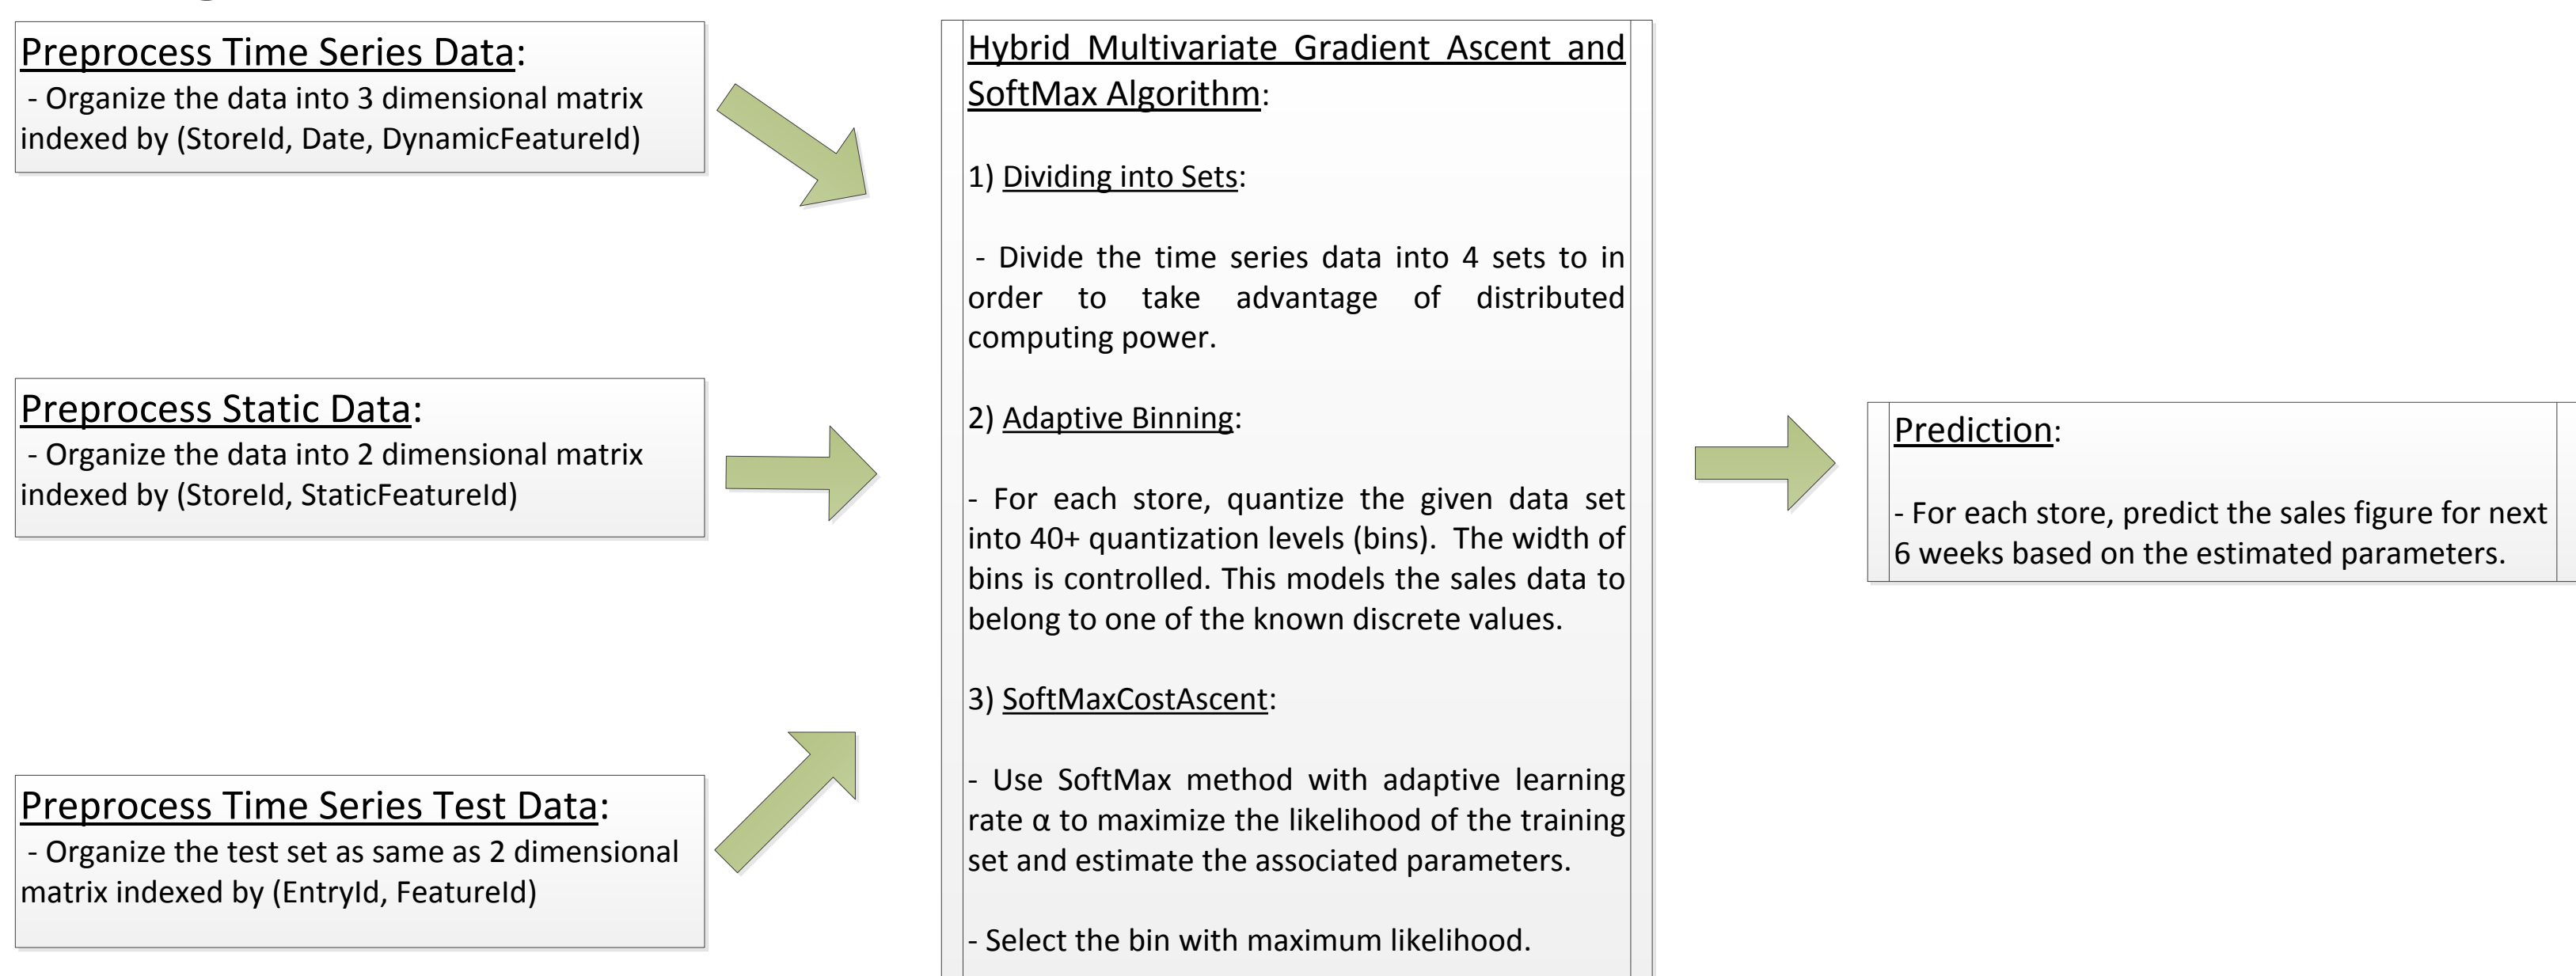 Preprocess Time Series Data:
- Organize the data into 3 dimensional matrix
indexed by (StoreId, Date, DynamicFeatureId)
Preprocess Static Data:
- Organize the data into 2 dimensional matrix
indexed by (StoreId, StaticFeatureId)
Preprocess Time Series Test Data:
- Organize the test set as same as 2 dimensional
matrix indexed by (EntryId, FeatureId)
Hybrid Multivariate Gradient Ascent and
SoftMax Algorithm:
1) Dividing into Sets:
- Divide the time series data into 4 sets to in
order to take advantage of distributed
computing power.
2) Adaptive Binning:
- For each store, quantize the given data set
into 40+ quantization levels (bins). The width of
bins is controlled. This models the sales data to
belong to one of the known discrete values.
3) SoftMaxCostAscent:
- Use SoftMax method with adaptive learning
rate α to maximize the likelihood of the training
set and estimate the associated parameters.
- Select the bin with maximum likelihood.
Prediction:
- For each store, predict the sales figure for next
6 weeks based on the estimated parameters.